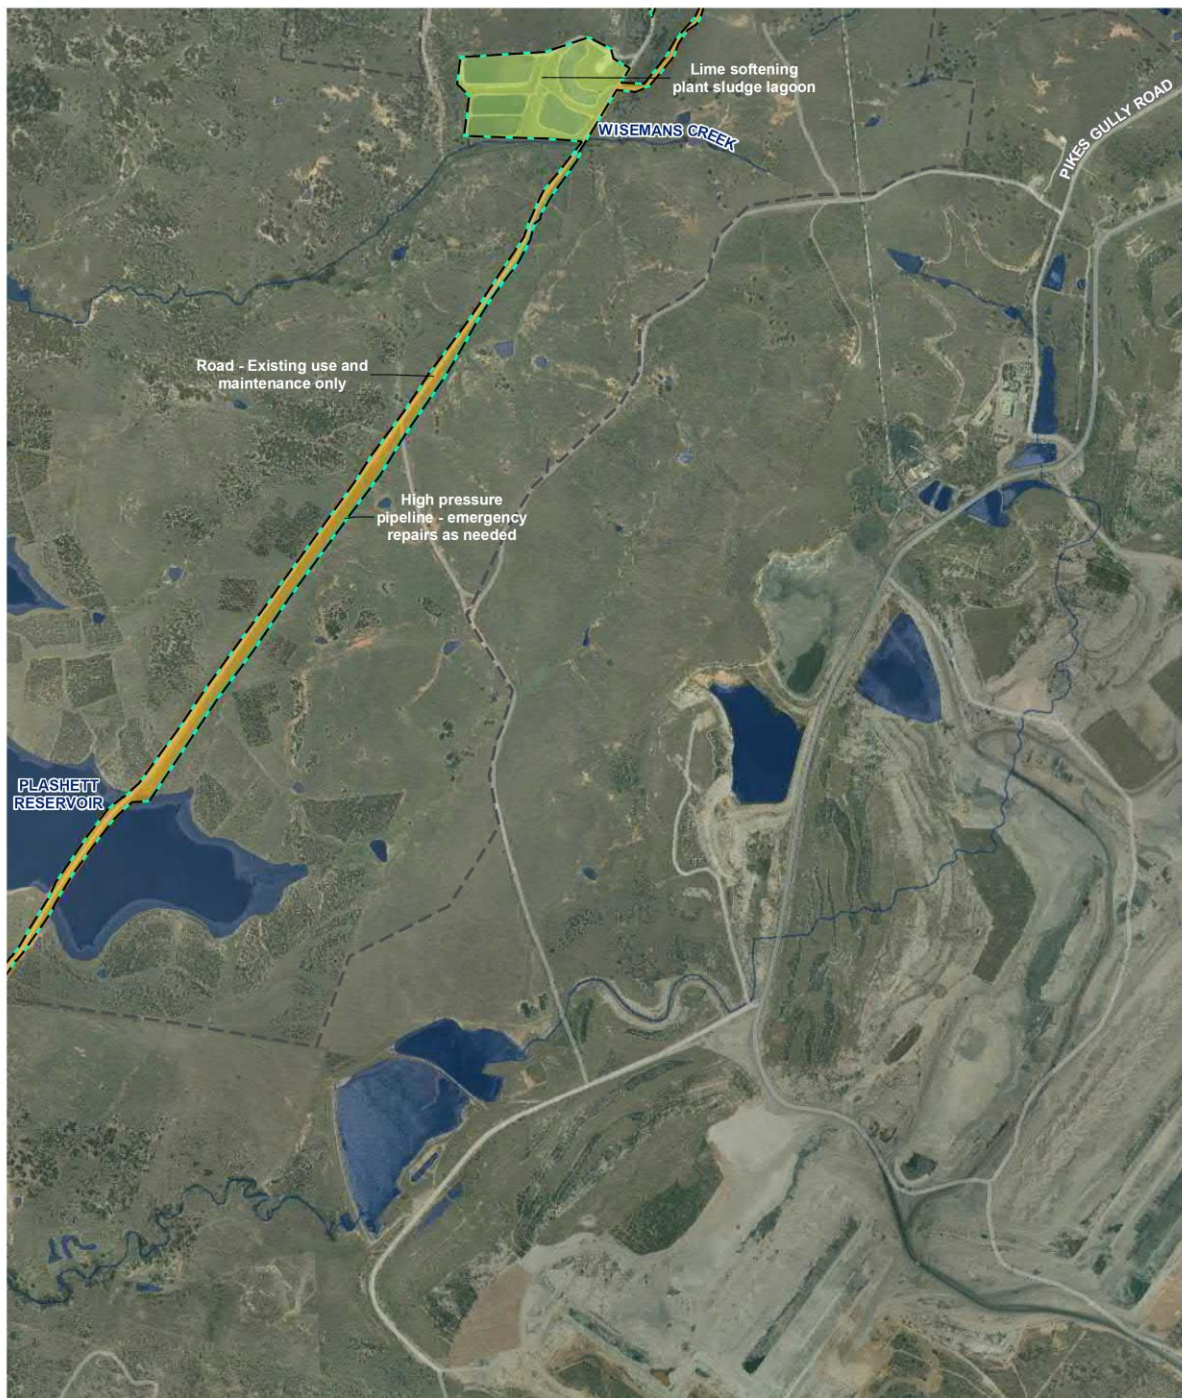 Lime softening
plant sludge lagoon
WISEMANS CREEK
PIKES GULLY ROAD
Road - Existing use and
maintenance only
High pressure
pipeline - emergency
repairs as needed
PLASHETT
RESERVOIR